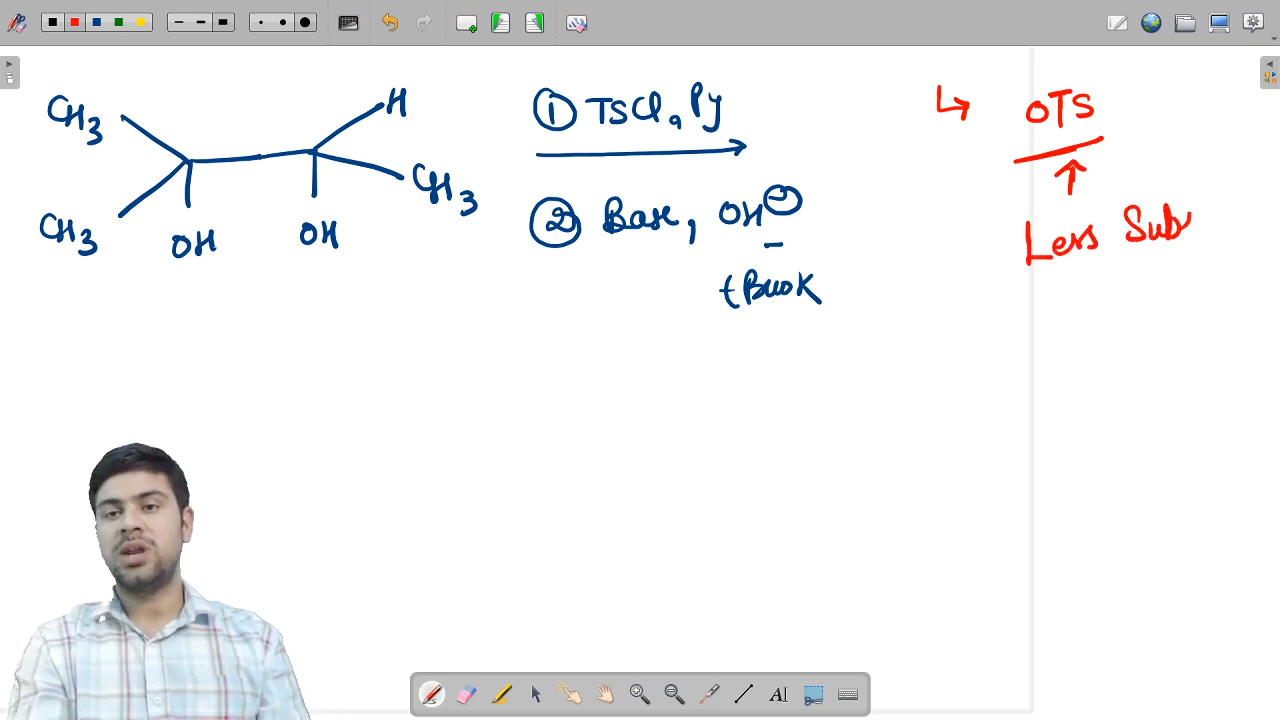 CH3 H ① TSCl, Py ↳ OTS
CH3
CH3 OH OH ② Base, OH⊖ Less Sub
tBuOK